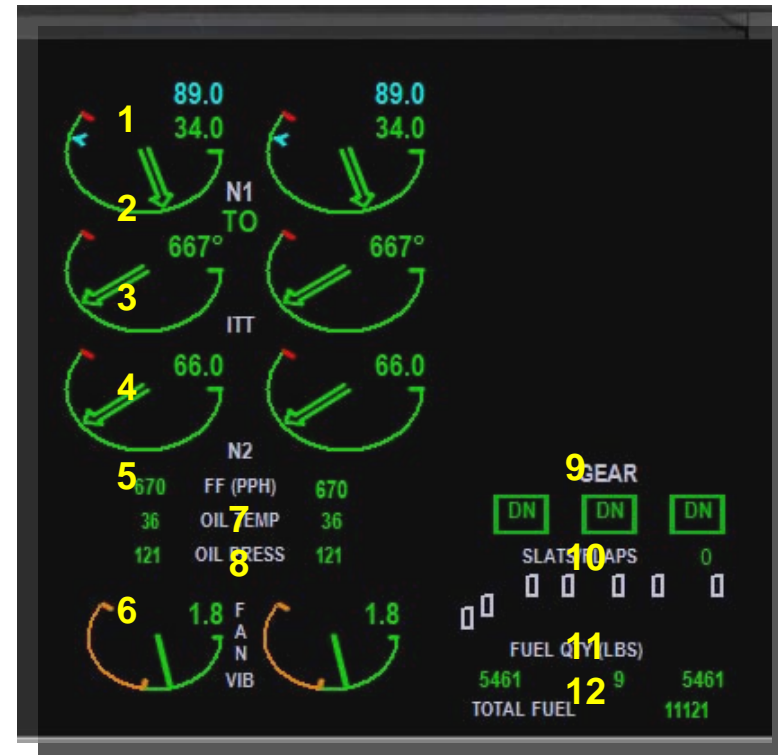 89.0 89.0
1 34.0 34.0
N1
2 TO
667° 667°
3
ITT
4 66.0 66.0
N2
9 GEAR
5 670 FF (PPH) 670
DN DN DN
36 OIL TEMP 36
7
121 OIL PRESS 121
8
SLATS/FLAPS 0
10
6 1.8 FAN VIB 1.8
FUEL QTY (LBS)
11
5461 9 5461
12
TOTAL FUEL 11121